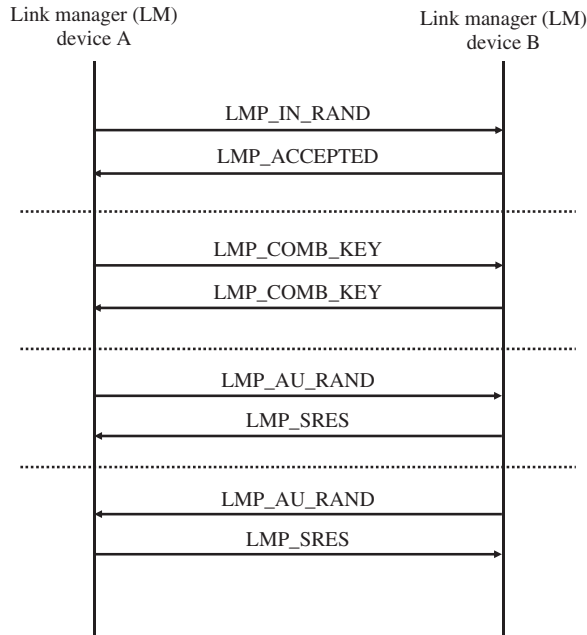 Link manager (LM)
device A
Link manager (LM)
device B
LMP_IN_RAND
LMP_ACCEPTED
LMP_COMB_KEY
LMP_COMB_KEY
LMP_AU_RAND
LMP_SRES
LMP_AU_RAND
LMP_SRES